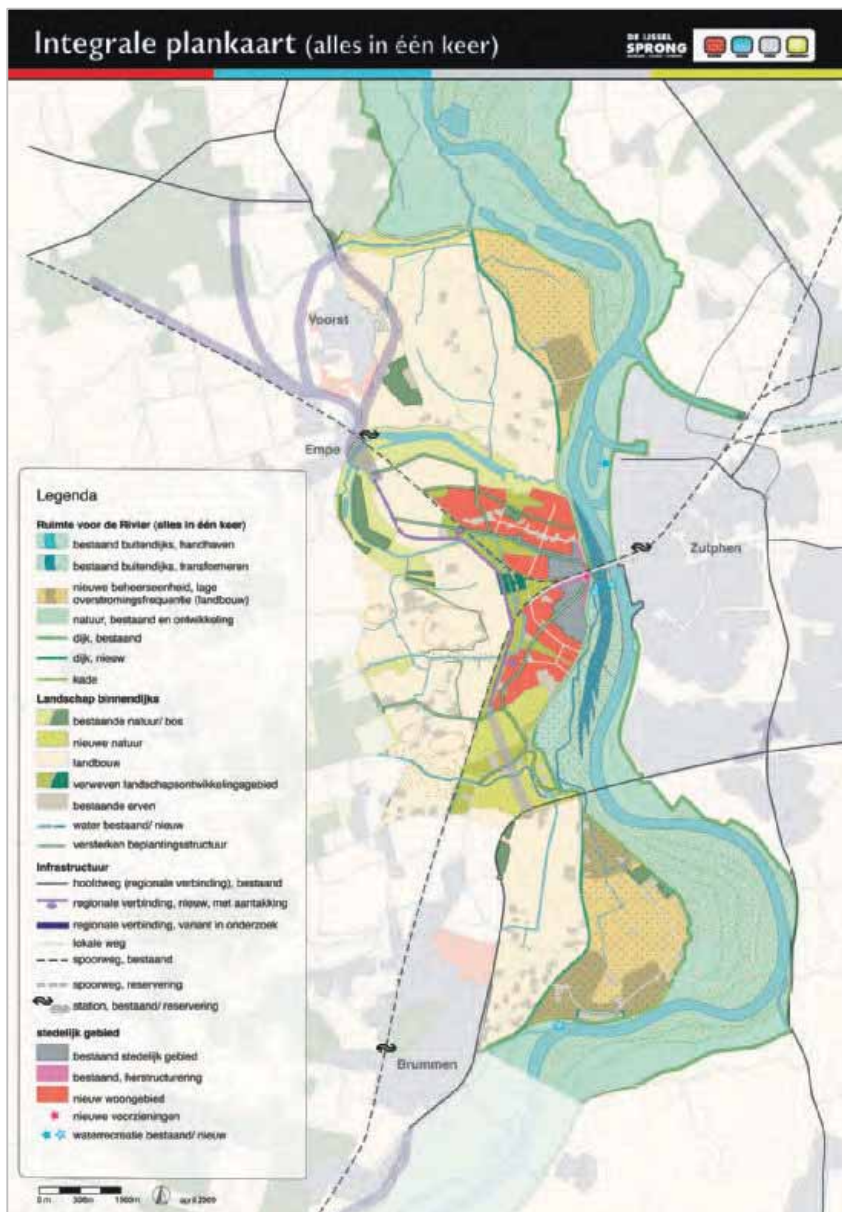 Integrale plankaart (alles in één keer)
DE IJSSEL
SPRONG
Voorst
Empe
Zutphen
Brummen
Legenda
Ruimte voor de Rivier (alles in één keer)
bestaand buitendijks, handhaven
bestaand buitendijks, transformeren
nieuwe beheerseenheid, lage
overstromingsfrequentie (landbouw)
natuur, bestaand en ontwikkeling
dijk, bestaand
dijk, nieuw
kade
Landschap binnendijks
bestaande natuur/ bos
nieuwe natuur
landbouw
verweven landschapsontwikkelingsgebied
bestaande erven
water bestaand/ nieuw
versterken beplantingsstructuur
Infrastructuur
hoofdweg (regionale verbinding), bestaand
regionale verbinding, nieuw, met aantakking
regionale verbinding, variant in onderzoek
lokale weg
spoorweg, bestaand
spoorweg, reservering
station, bestaand/ reservering
stedelijk gebied
bestaand stedelijk gebied
bestaand, herstructurering
nieuw woongebied
nieuwe voorzieningen
waterrecreatie bestaand/ nieuw
0 m
april 2009